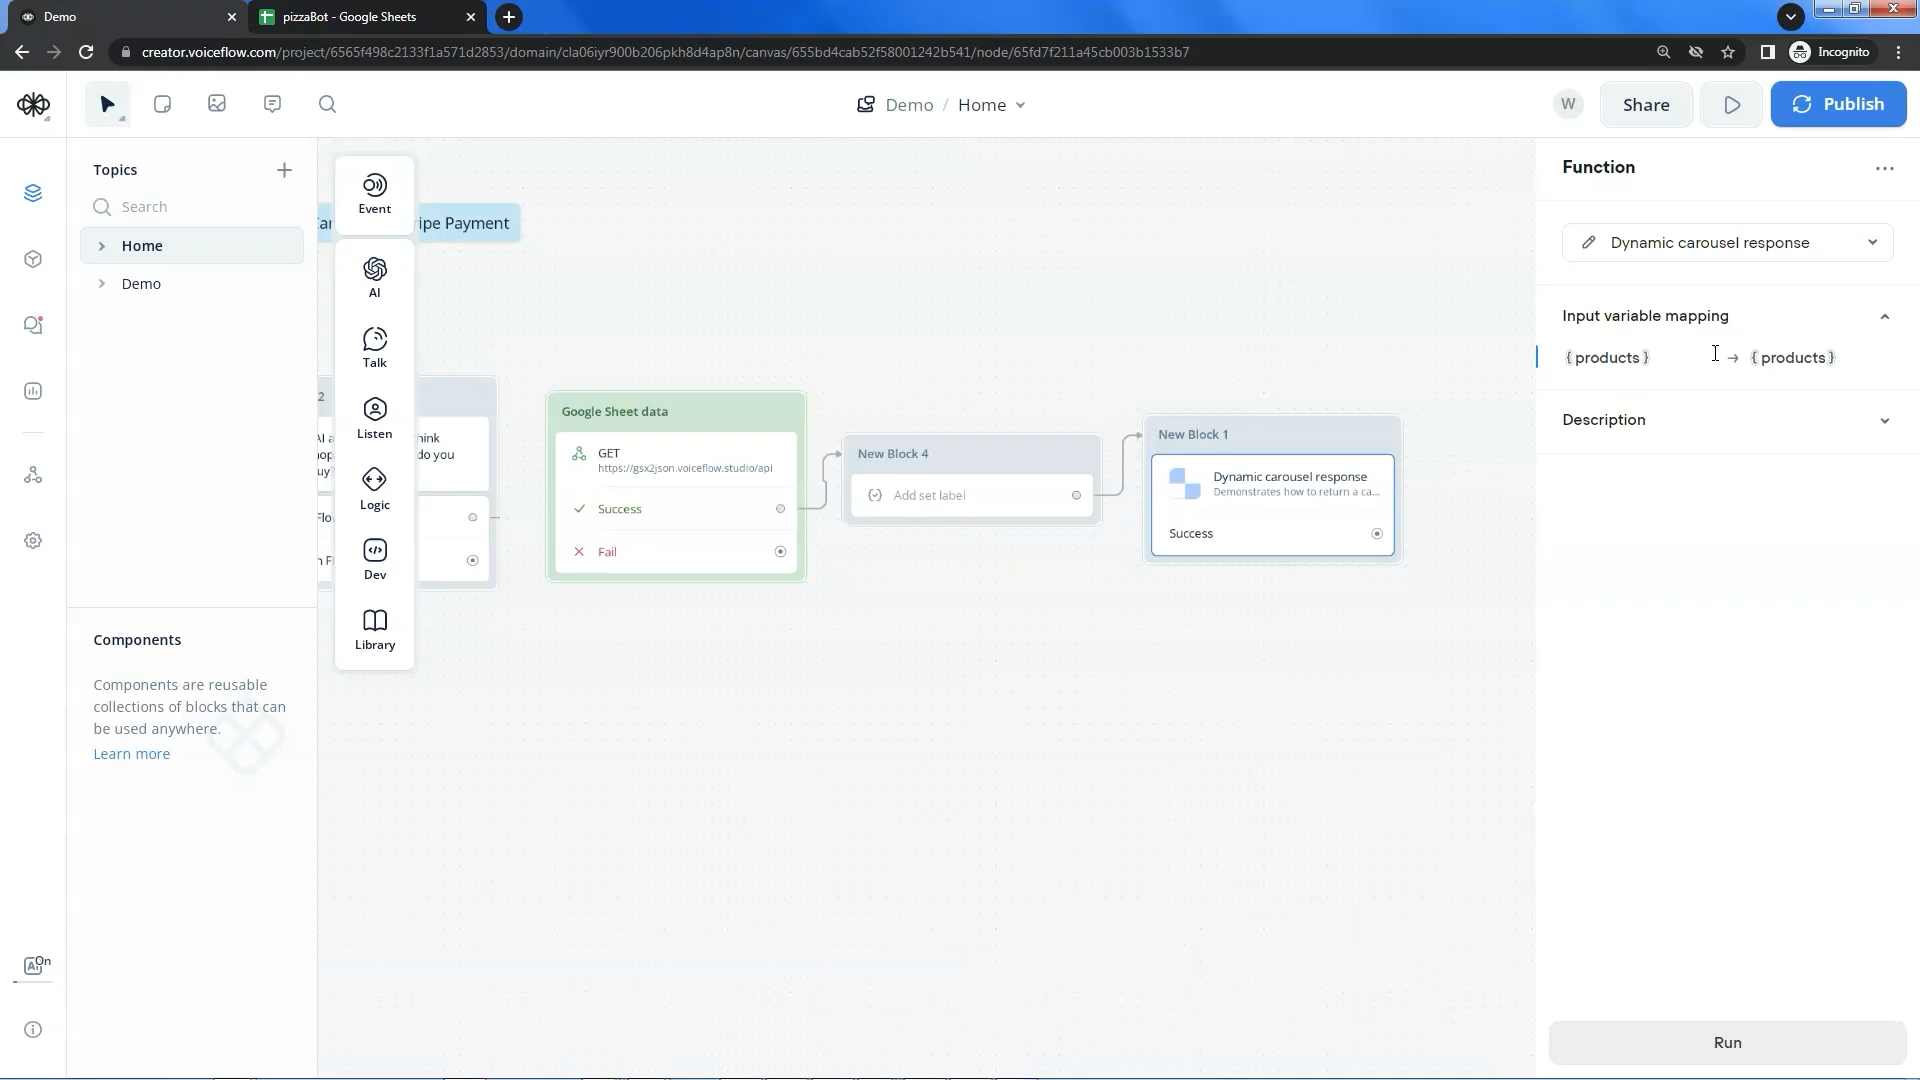 Demo
pizzaBot - Google Sheets
creator.voiceflow.com/project/6565f498c2133f1a571d2853/domain/cla06iyr900b206pkh8d4ap8n/canvas/655bd4cab52f58001242b541/node/65fd7f211a45cb003b1533b7
Incognito
Demo / Home
W
Share
Publish
Topics
Search
Home
Demo
Components
Components are reusable
collections of blocks that can
be used anywhere.
Learn more
On
Event
AI
Talk
Listen
Logic
Dev
Library
ipe Payment
2
hink
do you
Google Sheet data
GET
https://gsx2json.voiceflow.studio/api
Success
Fail
New Block 4
Add set label
New Block 1
Dynamic carousel response
Demonstrates how to return a ca...
Success
Function
Dynamic carousel response
Input variable mapping
{products} → {products}
Description
Run